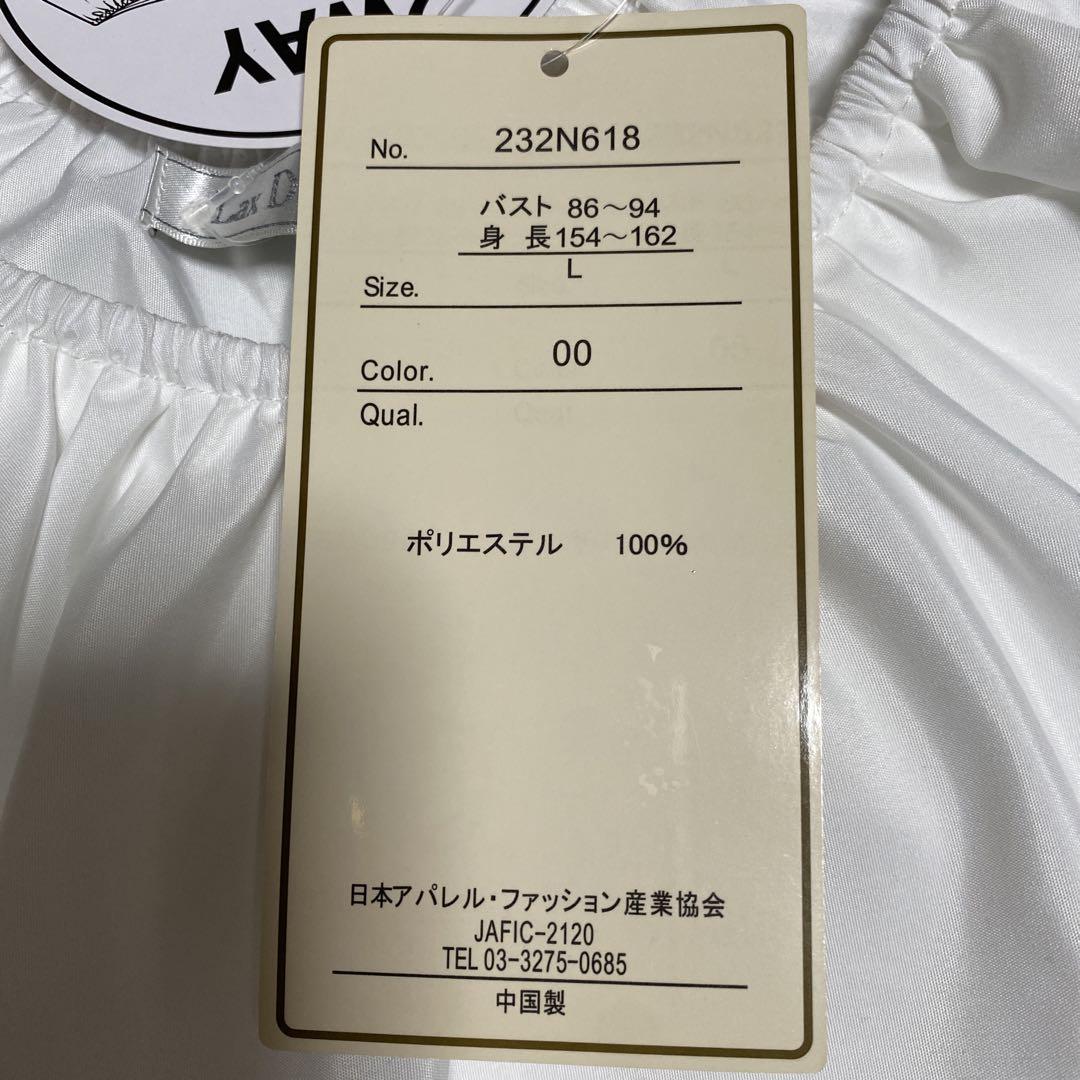 WAY
Lax D
No. 232N618
バスト 86～94
身 長154～162
L
Size.
Color. 00
Qual.
ポリエステル 100%
日本アパレル・ファッション産業協会
JAFIC-2120
TEL 03-3275-0685
中国製